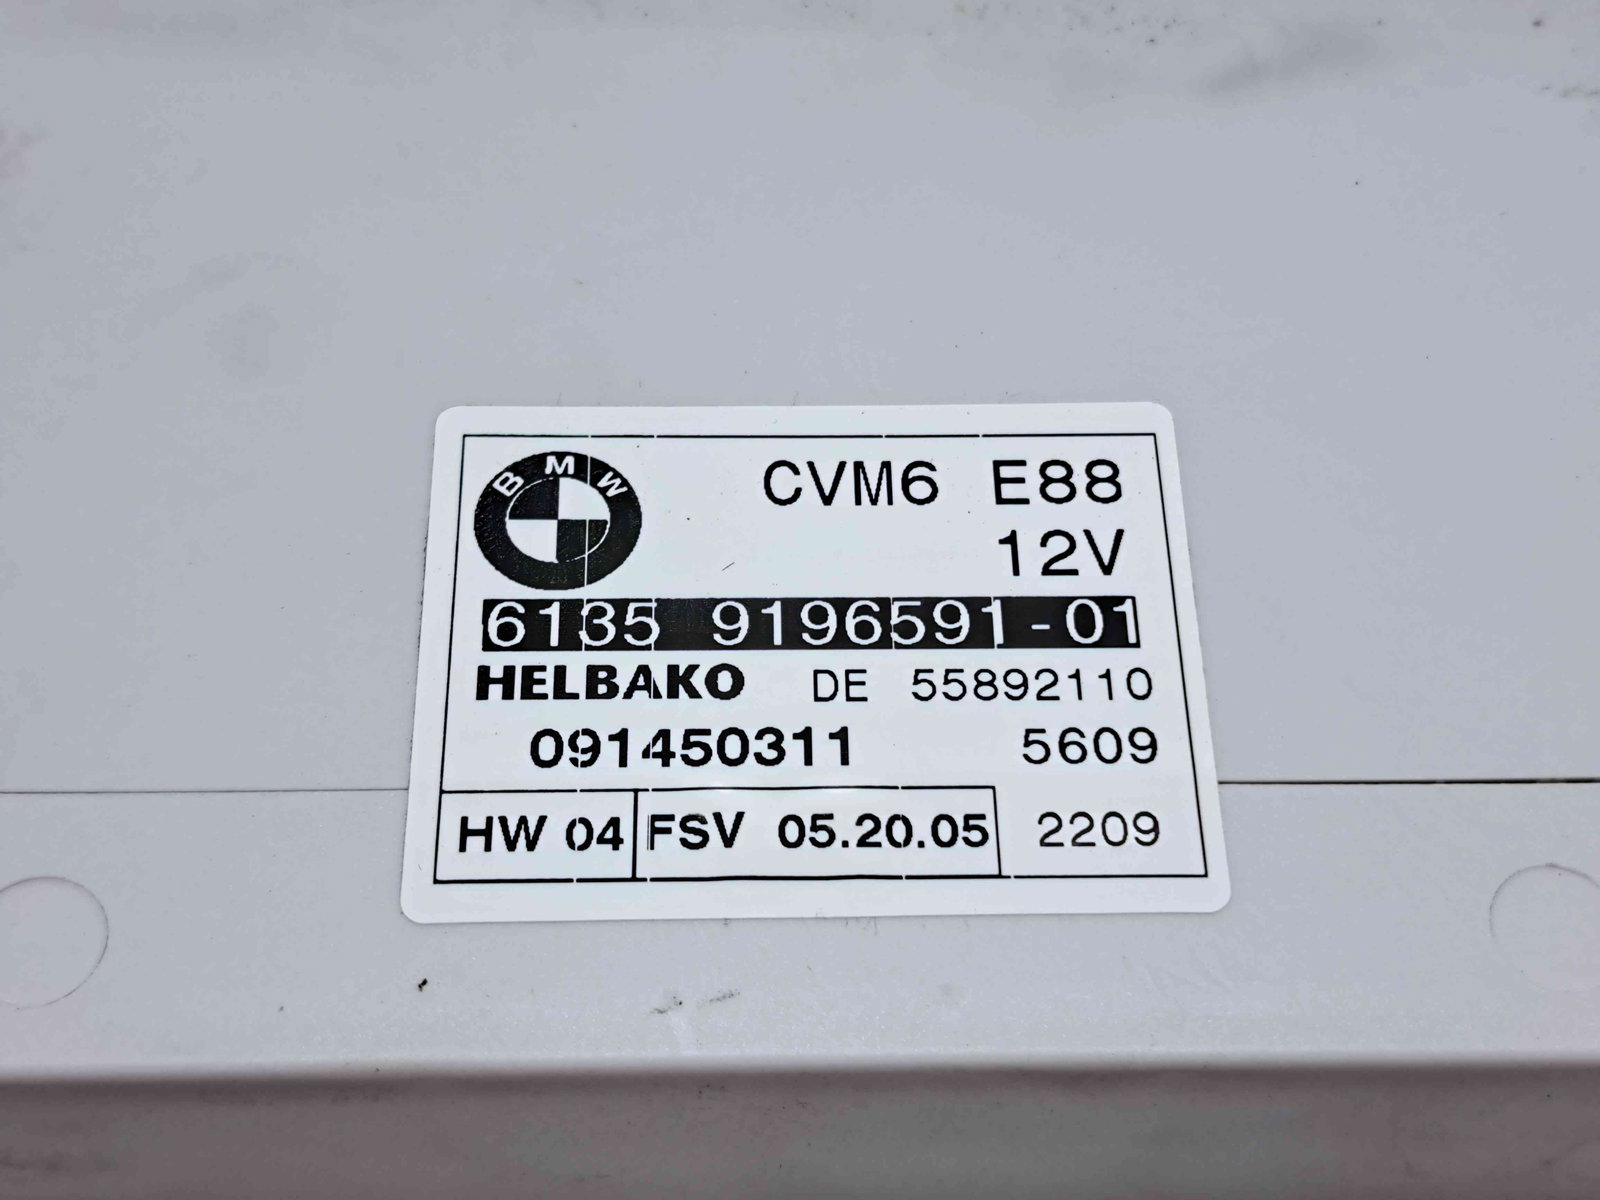 BMW
CVM6 E88
12V
6135 9196591-01
HELBAKO DE 55892110
091450311 5609
HW 04 FSV 05.20.05 2209